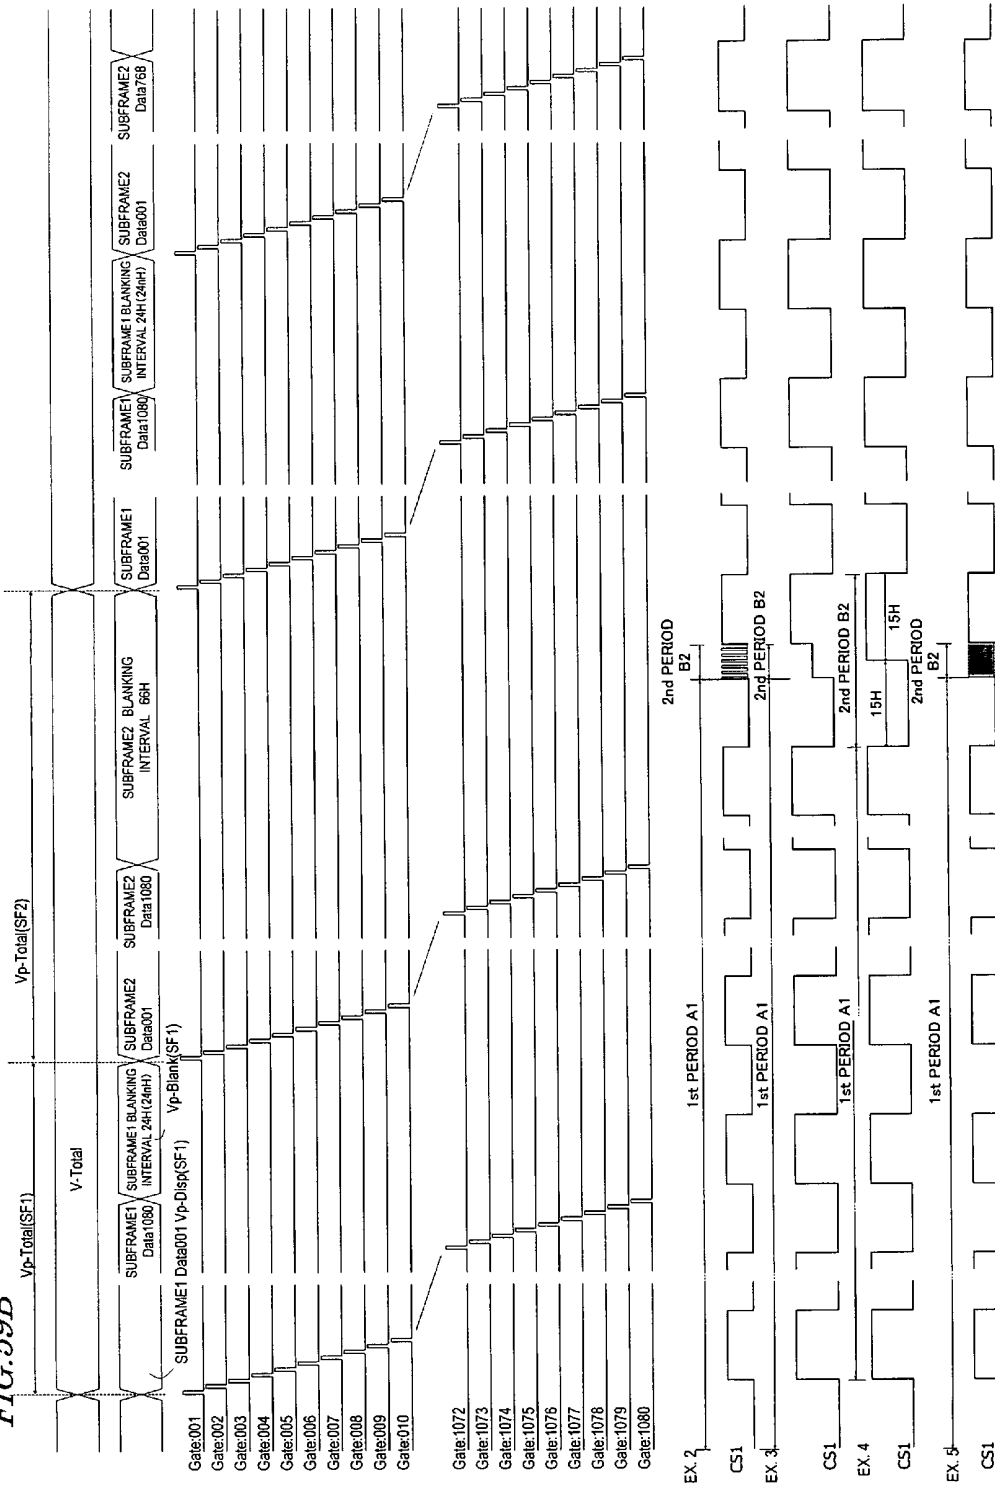 FIG.59B
Vp-Total(SF1)
Vp-Total(SF2)
V-Total
SUBFRAME1
Data1080
SUBFRAME1 BLANKING
INTERVAL 24H(24nH)
SUBFRAME2
Data001
SUBFRAME2
Data1080
SUBFRAME2 BLANKING
INTERVAL 66H
SUBFRAME1
Data001
SUBFRAME1
Data1080
SUBFRAME1 BLANKING
INTERVAL 24H(24nH)
SUBFRAME2
Data001
SUBFRAME2
Data768
SUBFRAME1 Data001 Vp-Disp(SF1)
Vp-Blank(SF1)
Gate:001
Gate:002
Gate:003
Gate:004
Gate:005
Gate:006
Gate:007
Gate:008
Gate:009
Gate:010
Gate:1072
Gate:1073
Gate:1074
Gate:1075
Gate:1076
Gate:1077
Gate:1078
Gate:1079
Gate:1080
EX. 2
1st PERIOD A1
2nd PERIOD
B2
CS1
EX. 3
1st PERIOD A1
2nd PERIOD B2
CS1
EX.4
1st PERIOD A1
2nd PERIOD B2
15H
15H
CS1
EX. 5
1st PERIOD A1
2nd PERIOD
B2
CS1